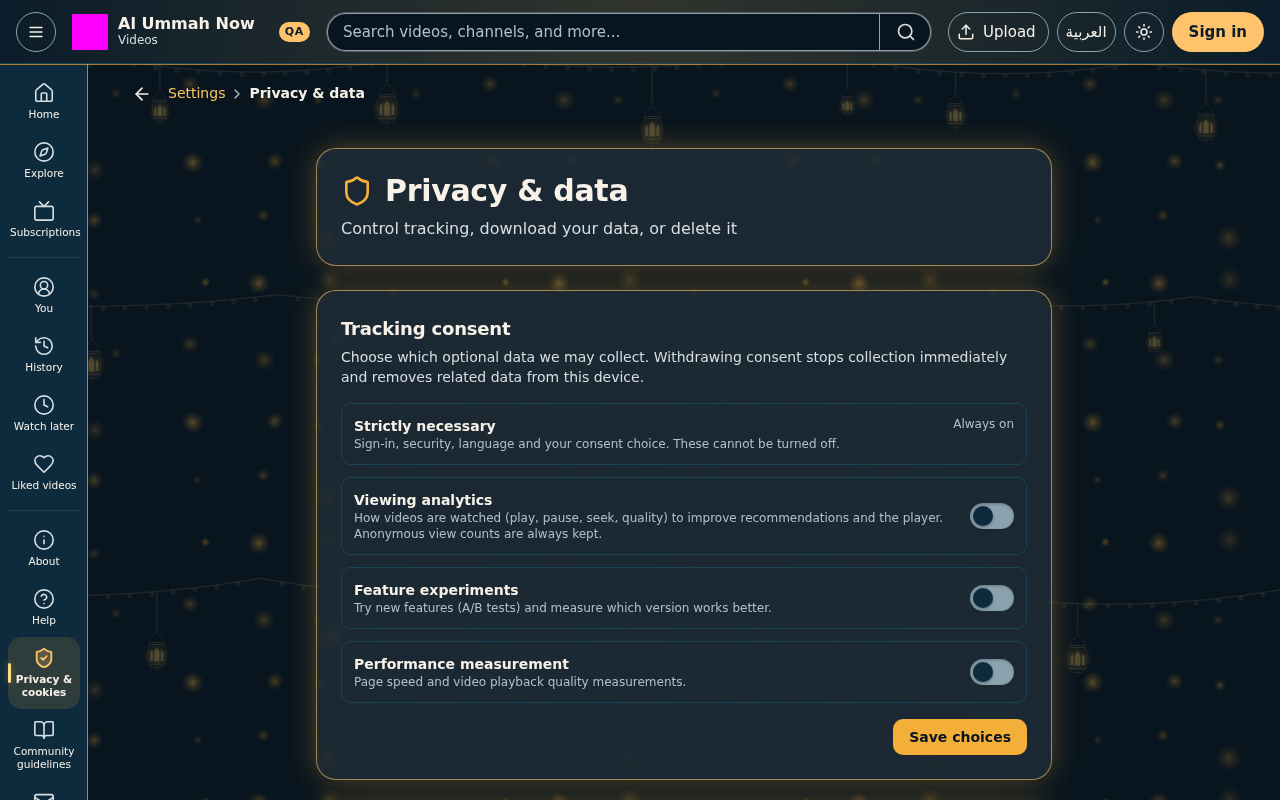 Al Ummah Now
Videos
QA
Search videos, channels, and more...
Upload
العربية
Sign in
Home
Explore
Subscriptions
You
History
Watch later
Liked videos
About
Help
Privacy &
cookies
Community
guidelines
Settings
Privacy & data
Privacy & data
Control tracking, download your data, or delete it
Tracking consent
Choose which optional data we may collect. Withdrawing consent stops collection immediately
and removes related data from this device.
Strictly necessary
Always on
Sign-in, security, language and your consent choice. These cannot be turned off.
Viewing analytics
How videos are watched (play, pause, seek, quality) to improve recommendations and the player.
Anonymous view counts are always kept.
Feature experiments
Try new features (A/B tests) and measure which version works better.
Performance measurement
Page speed and video playback quality measurements.
Save choices